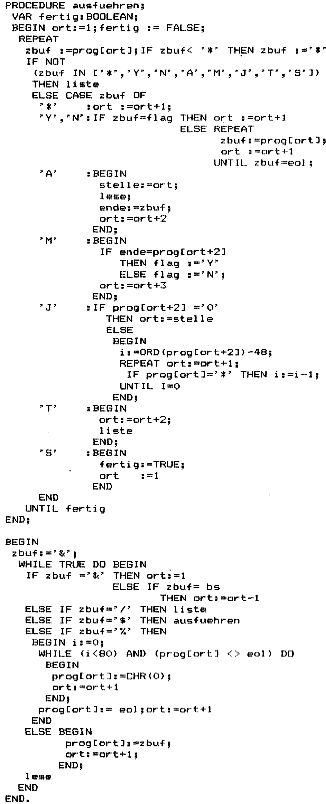 PROCEDURE ausfuehren;
VAR fertig:BOOLEAN;
BEGIN ort:=1;fertig := FALSE;
REPEAT
zbuf :=prog[ort];IF zbuf< '*' THEN zbuf :='*'
IF NOT
(zbuf IN ['*','Y','N','A','M','J','T','S'])
THEN liste
ELSE CASE zbuf OF
'*' :ort :=ort+1;
'Y','N':IF zbuf=flag THEN ort :=ort+1
ELSE REPEAT
zbuf:=prog[ort];
ort :=ort+1
UNTIL zbuf=eol;
'A' :BEGIN
stelle:=ort;
lese;
ende:=zbuf;
ort:=ort+2
END;
'M' :BEGIN
IF ende=prog[ort+2]
THEN flag :='Y'
ELSE flag :='N';
ort:=ort+3
END;
'J' :IF prog[ort+2] ='0'
THEN ort:=stelle
ELSE
BEGIN
i:=ORD(prog[ort+2])-48;
REPEAT ort:=ort+1;
IF prog[ort]='*' THEN i:=i-1;
UNTIL I=0
END;
'T' :BEGIN
ort:=ort+2;
liste
END;
'S' :BEGIN
fertig:=TRUE;
ort :=1
END
END
UNTIL fertig
END;
BEGIN
zbuf:='&';
WHILE TRUE DO BEGIN
IF zbuf ='&' THEN ort:=1
ELSE IF zbuf= bs
THEN ort:=ort-1
ELSE IF zbuf='/' THEN liste
ELSE IF zbuf='$' THEN ausfuehren
ELSE IF zbuf='%' THEN
BEGIN i:=0;
WHILE (i<80) AND (prog[ort] <> eol) DO
BEGIN
prog[ort]:=CHR(0);
ort:=ort+1
END;
prog[ort]:= eol;ort:=ort+1
END
ELSE BEGIN
prog[ort]:=zbuf;
ort:=ort+1;
END;
lese
END
END.